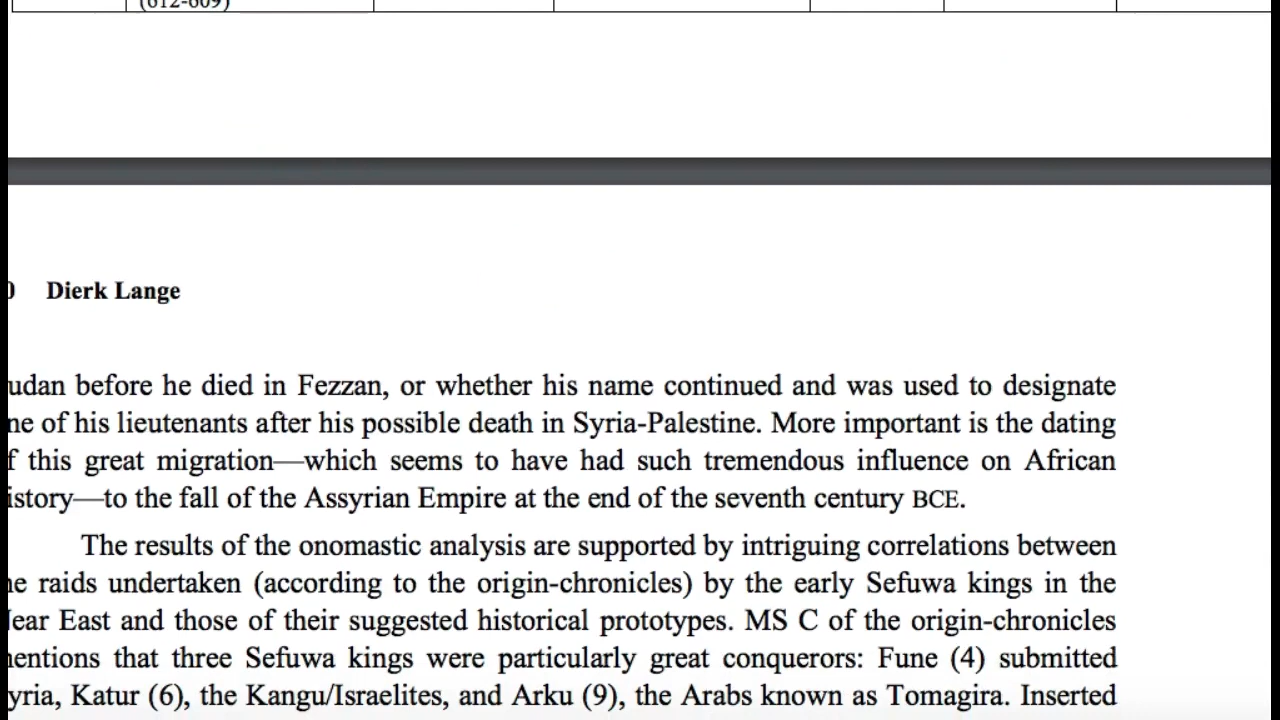 (612-609)
Dierk Lange
udan before he died in Fezzan, or whether his name continued and was used to designate
ne of his lieutenants after his possible death in Syria-Palestine. More important is the dating
f this great migration—which seems to have had such tremendous influence on African
istory—to the fall of the Assyrian Empire at the end of the seventh century BCE.
The results of the onomastic analysis are supported by intriguing correlations between
he raids undertaken (according to the origin-chronicles) by the early Sefuwa kings in the
Near East and those of their suggested historical prototypes. MS C of the origin-chronicles
mentions that three Sefuwa kings were particularly great conquerors: Fune (4) submitted
yria, Katur (6), the Kangu/Israelites, and Arku (9), the Arabs known as Tomagira. Inserted